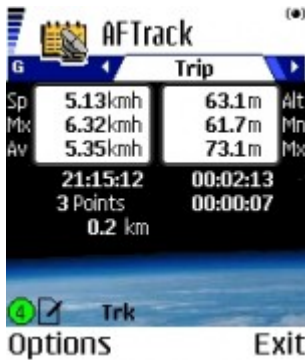 AFTrack
G Trip
Sp 5.13kmh 63.1m Alt
Mx 6.32kmh 61.7m Mn
Av 5.35kmh 73.1m Mx
21:15:12 00:02:13
3 Points 00:00:07
0.2 km
4 Trk
Options Exit